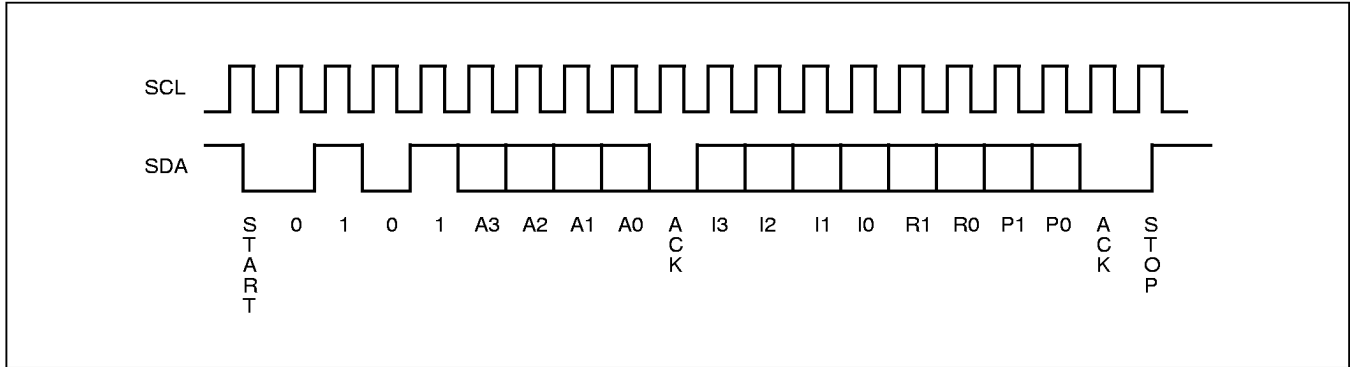 SCL
SDA
START 0 1 0 1 A3 A2 A1 A0 ACK I3 I2 I1 I0 R1 R0 P1 P0 ACK STOP